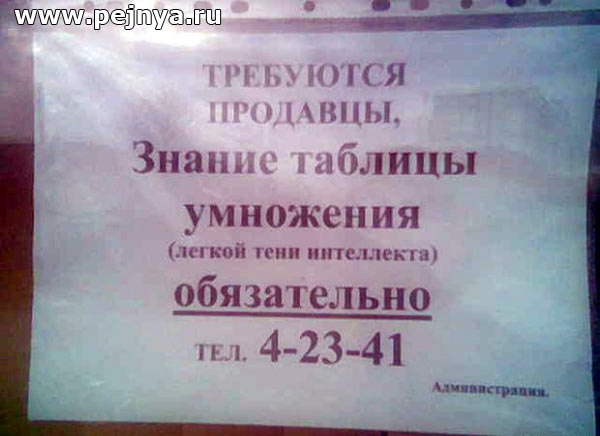 www.pejnya.ru
ТРЕБУЮТСЯ
ПРОДАВЦЫ,
Знание таблицы
умножения
(легкой тени интеллекта)
обязательно
ТЕЛ. 4-23-41
Администрация.